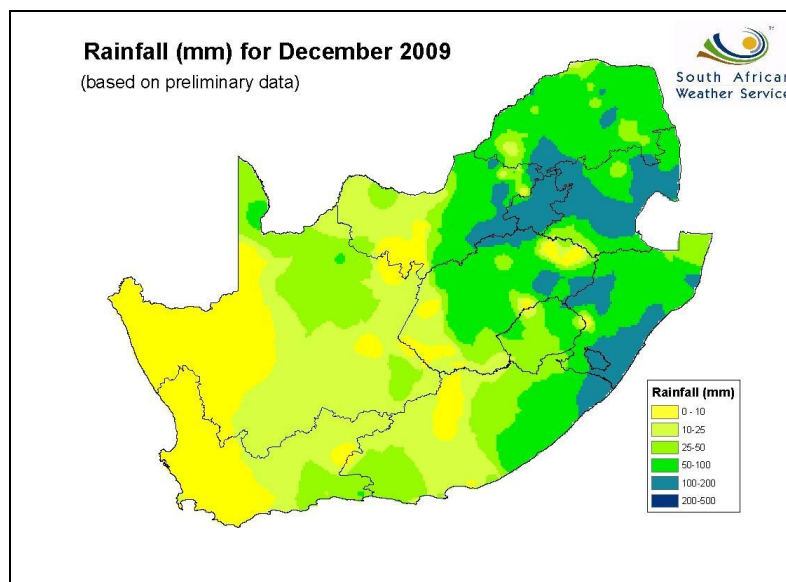 Rainfall (mm) for December 2009
(based on preliminary data)
TM
South African
Weather Service
Rainfall (mm)
0 - 10
10-25
25-50
50-100
100-200
200-500